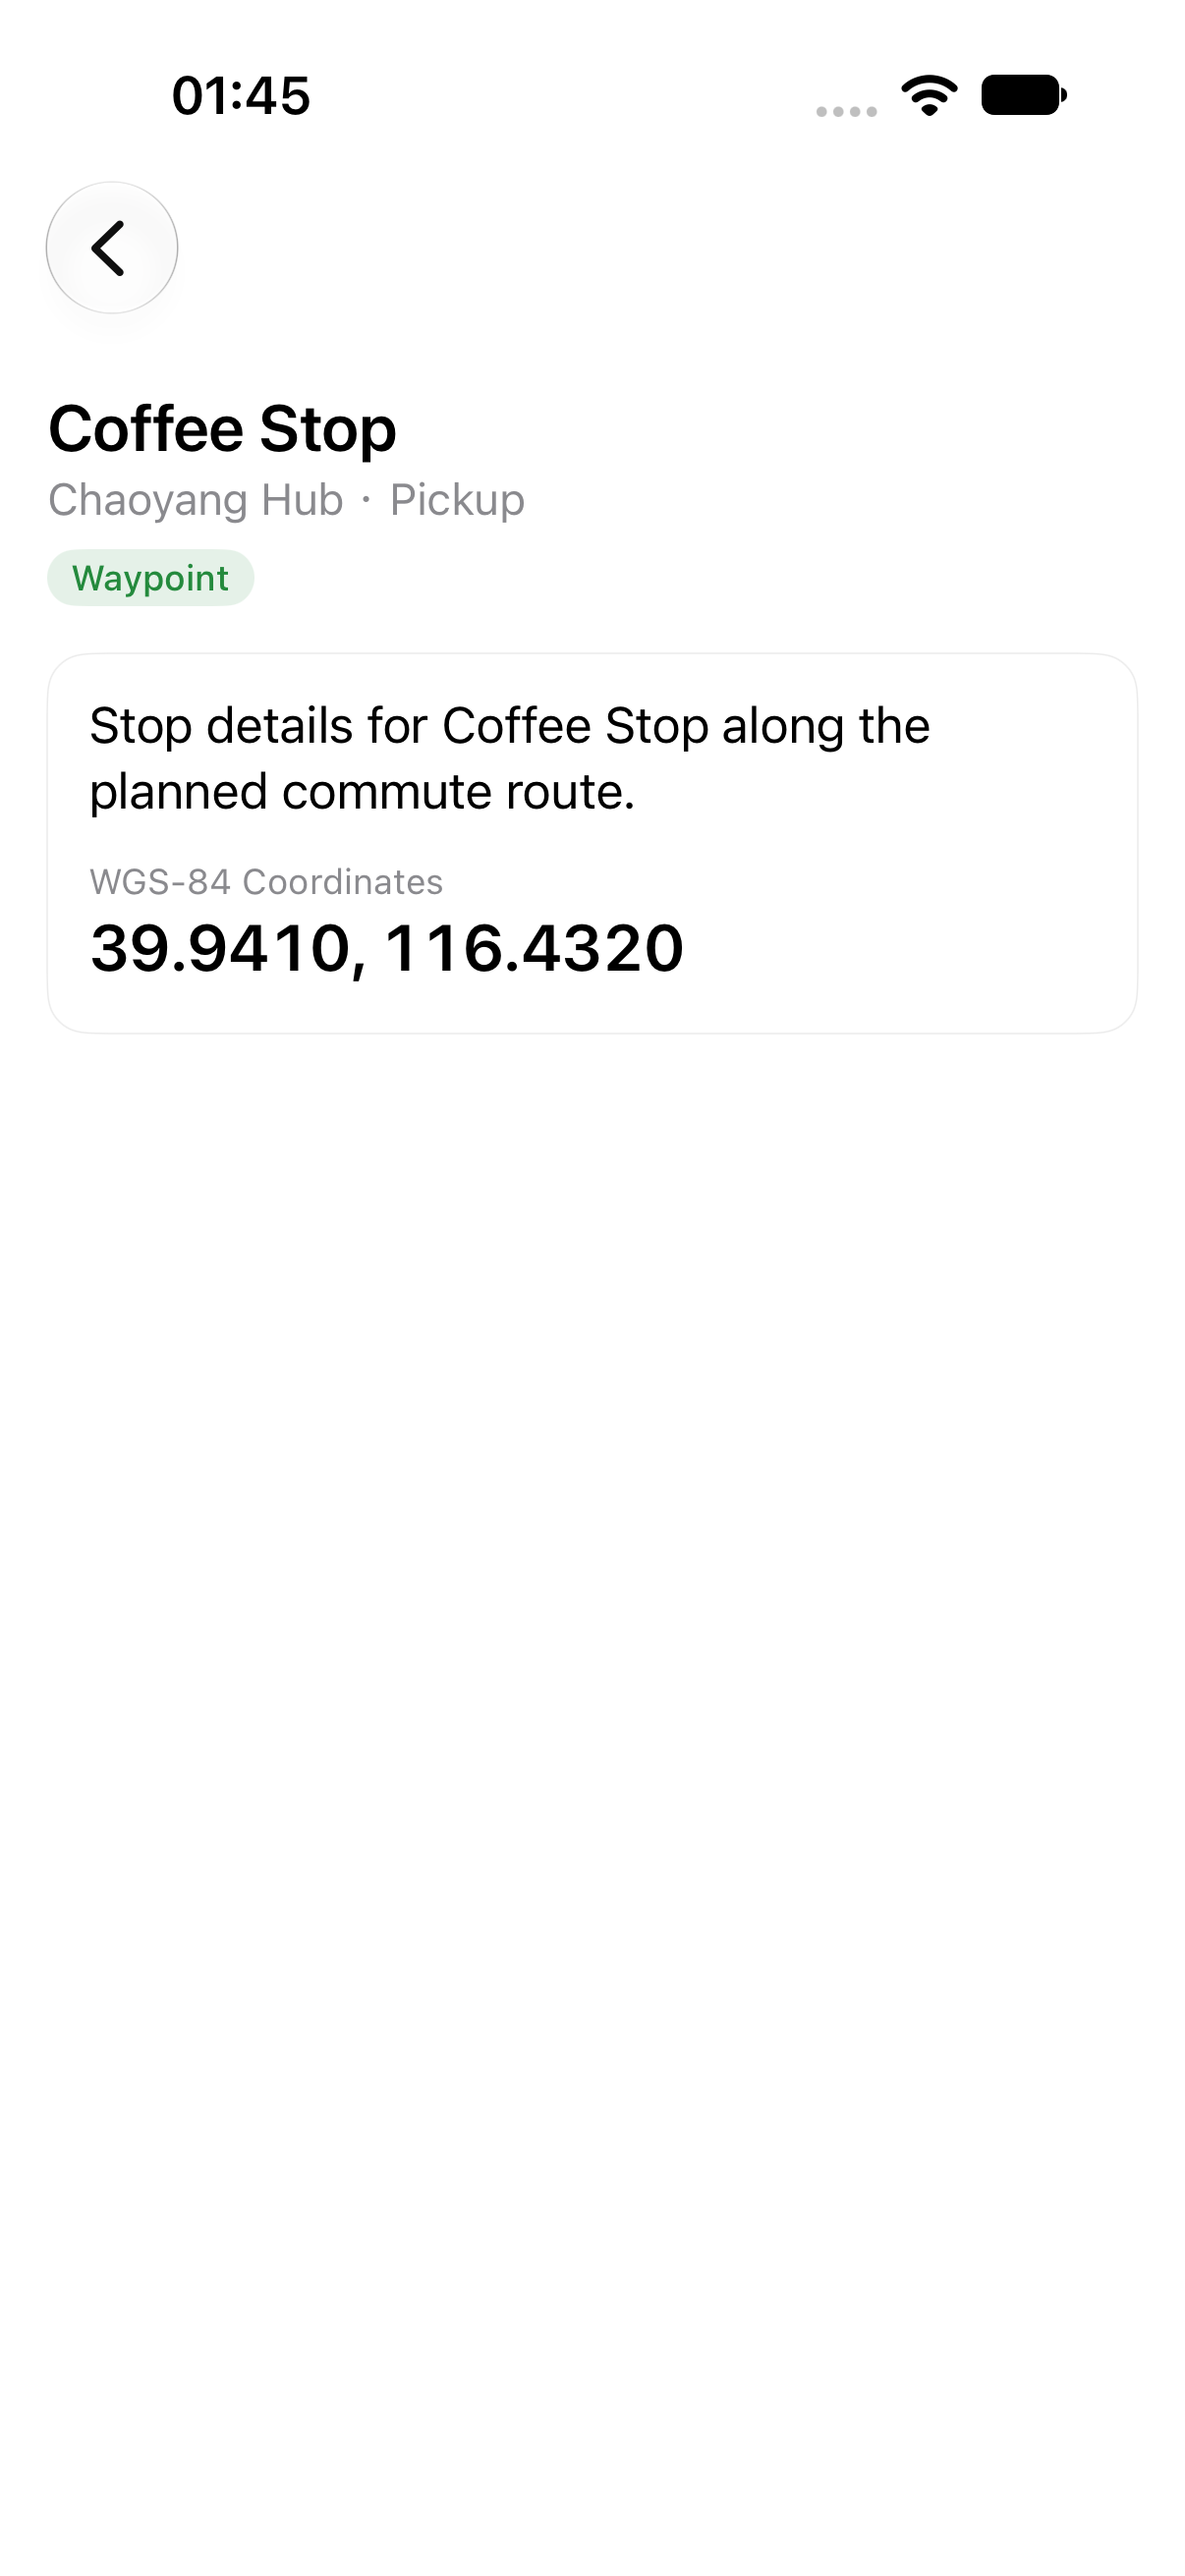 01:45
Coffee Stop
Chaoyang Hub · Pickup
Waypoint
Stop details for Coffee Stop along the
planned commute route.
WGS-84 Coordinates
39.9410, 116.4320